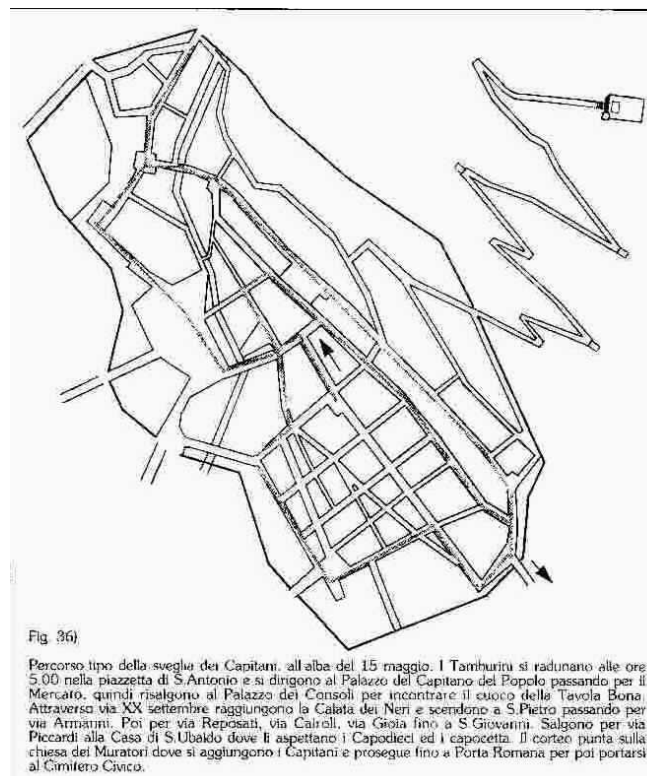 Fig. 36)
Percorso tipo della sveglia dei Capitani, all'alba del 15 maggio. I Tamburini si radunano alle ore
5.00 nella piazzetta di S.Antonio e si dirigono al Palazzo del Capitano del Popolo passando per il
Mercato, quindi risalgono al Palazzo dei Consoli per incontrare il cuoco della Tavola Bona.
Attraverso via XX settembre raggiungono la Calata dei Neri e scendono a S.Pietro passando per
via Armanni. Poi per via Reposati, via Cairoli, via Gioia fino a S.Giovanni. Salgono per via
Piccardi alla Casa di S.Ubaldo dove li aspettano i Capodieci ed i capocetta. Il corteo punta sulla
chiesa dei Muratori dove si aggiungono i Capitani e prosegue fino a Porta Romana per poi portarsi
al Cimitero Civico.